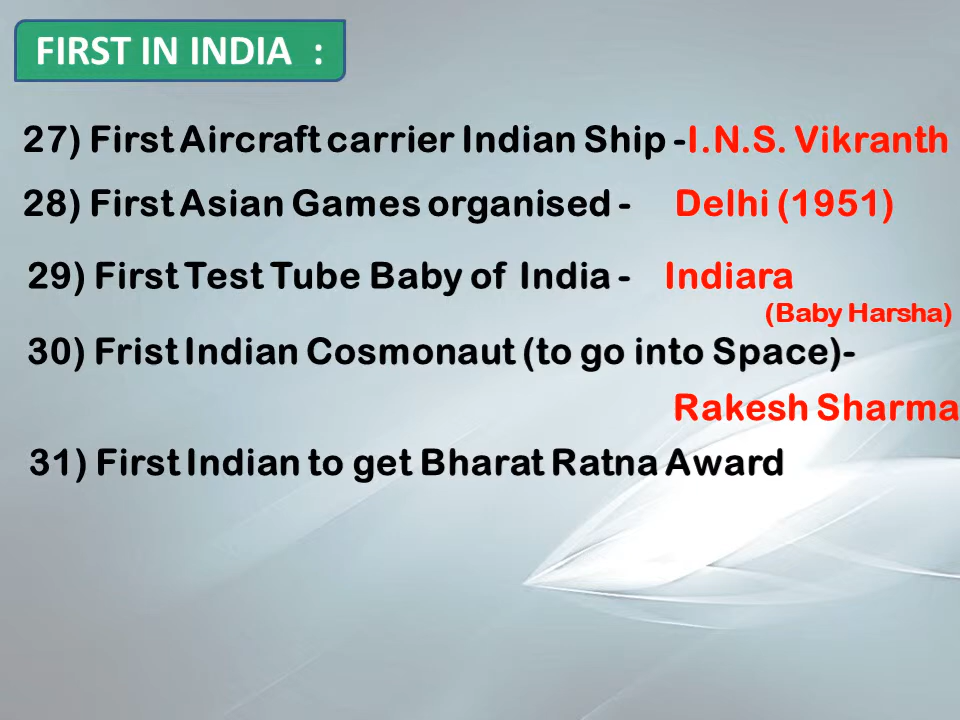 FIRST IN INDIA :
27) First Aircraft carrier Indian Ship -I.N.S. Vikranth
28) First Asian Games organised - Delhi (1951)
29) First Test Tube Baby of India - Indiara
(Baby Harsha)
30) Frist Indian Cosmonaut (to go into Space)-
Rakesh Sharma
31) First Indian to get Bharat Ratna Award